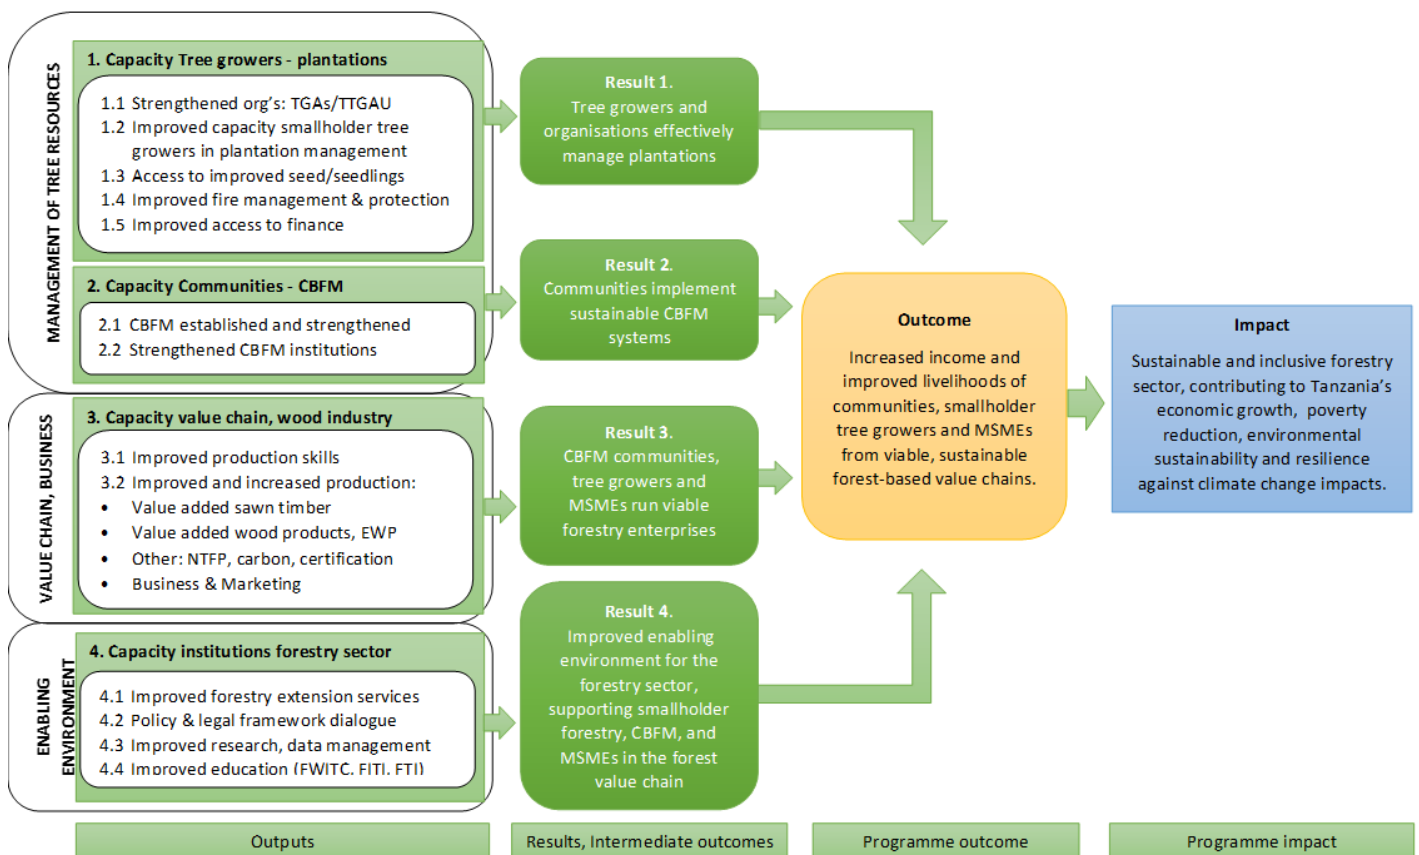 MANAGEMENT OF TREE RESOURCES
1. Capacity Tree growers - plantations
1.1 Strengthened org's: TGAs/TTGAU
1.2 Improved capacity smallholder tree
growers in plantation management
1.3 Access to improved seed/seedlings
1.4 Improved fire management & protection
1.5 Improved access to finance
2. Capacity Communities - CBFM
2.1 CBFM established and strengthened
2.2 Strengthened CBFM institutions
VALUE CHAIN, BUSINESS
3. Capacity value chain, wood industry
3.1 Improved production skills
3.2 Improved and increased production:
• Value added sawn timber
• Value added wood products, EWP
• Other: NTFP, carbon, certification
• Business & Marketing
ENABLING
ENVIRONMENT
4. Capacity institutions forestry sector
4.1 Improved forestry extension services
4.2 Policy & legal framework dialogue
4.3 Improved research, data management
4.4 Improved education (FWITC, FITI, FTI)
Result 1.
Tree growers and
organisations effectively
manage plantations
Result 2.
Communities implement
sustainable CBFM
systems
Result 3.
CBFM communities,
tree growers and
MSMEs run viable
forestry enterprises
Result 4.
Improved enabling
environment for the
forestry sector,
supporting smallholder
forestry, CBFM, and
MSMEs in the forest
value chain
Outcome
Increased income and
improved livelihoods of
communities, smallholder
tree growers and MSMEs
from viable, sustainable
forest-based value chains.
Impact
Sustainable and inclusive forestry
sector, contributing to Tanzania's
economic growth, poverty
reduction, environmental
sustainability and resilience
against climate change impacts.
Outputs
Results, Intermediate outcomes
Programme outcome
Programme impact